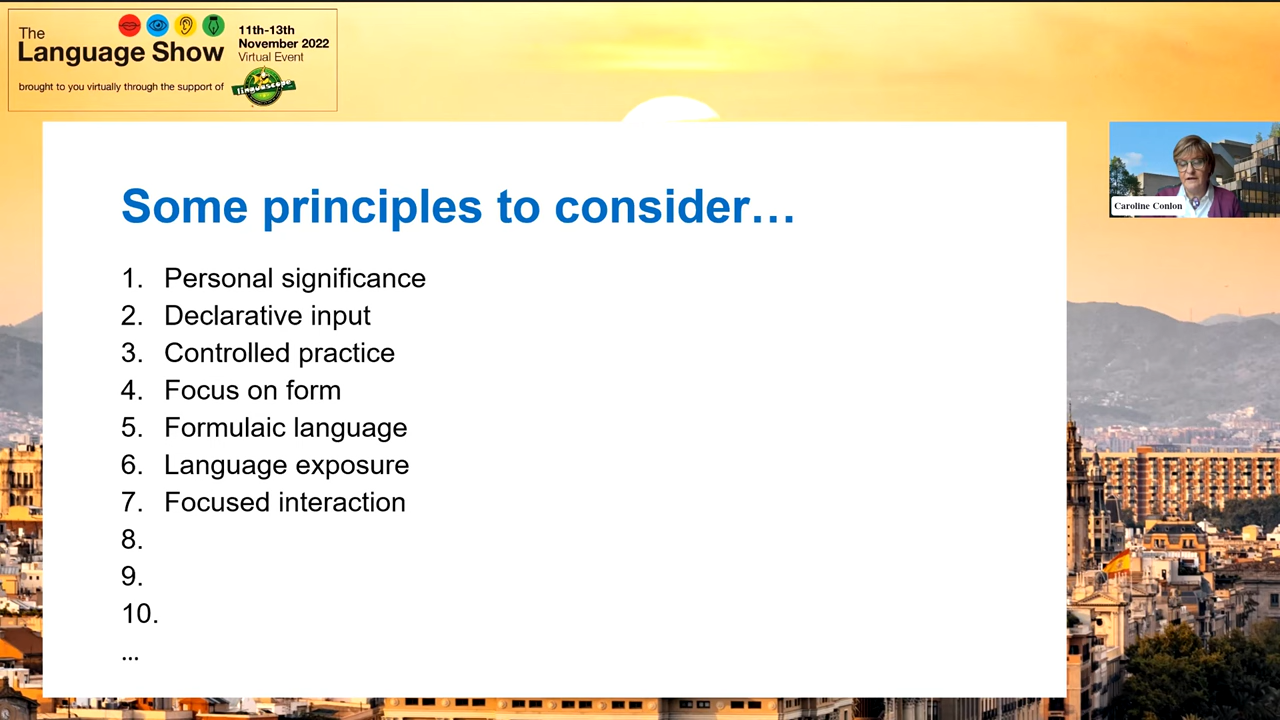 The
Language Show
11th-13th
November 2022
Virtual Event
brought to you virtually through the support of
linguascope
Some principles to consider…
1. Personal significance
2. Declarative input
3. Controlled practice
4. Focus on form
5. Formulaic language
6. Language exposure
7. Focused interaction
8.
9.
10.
...
Caroline Conlon